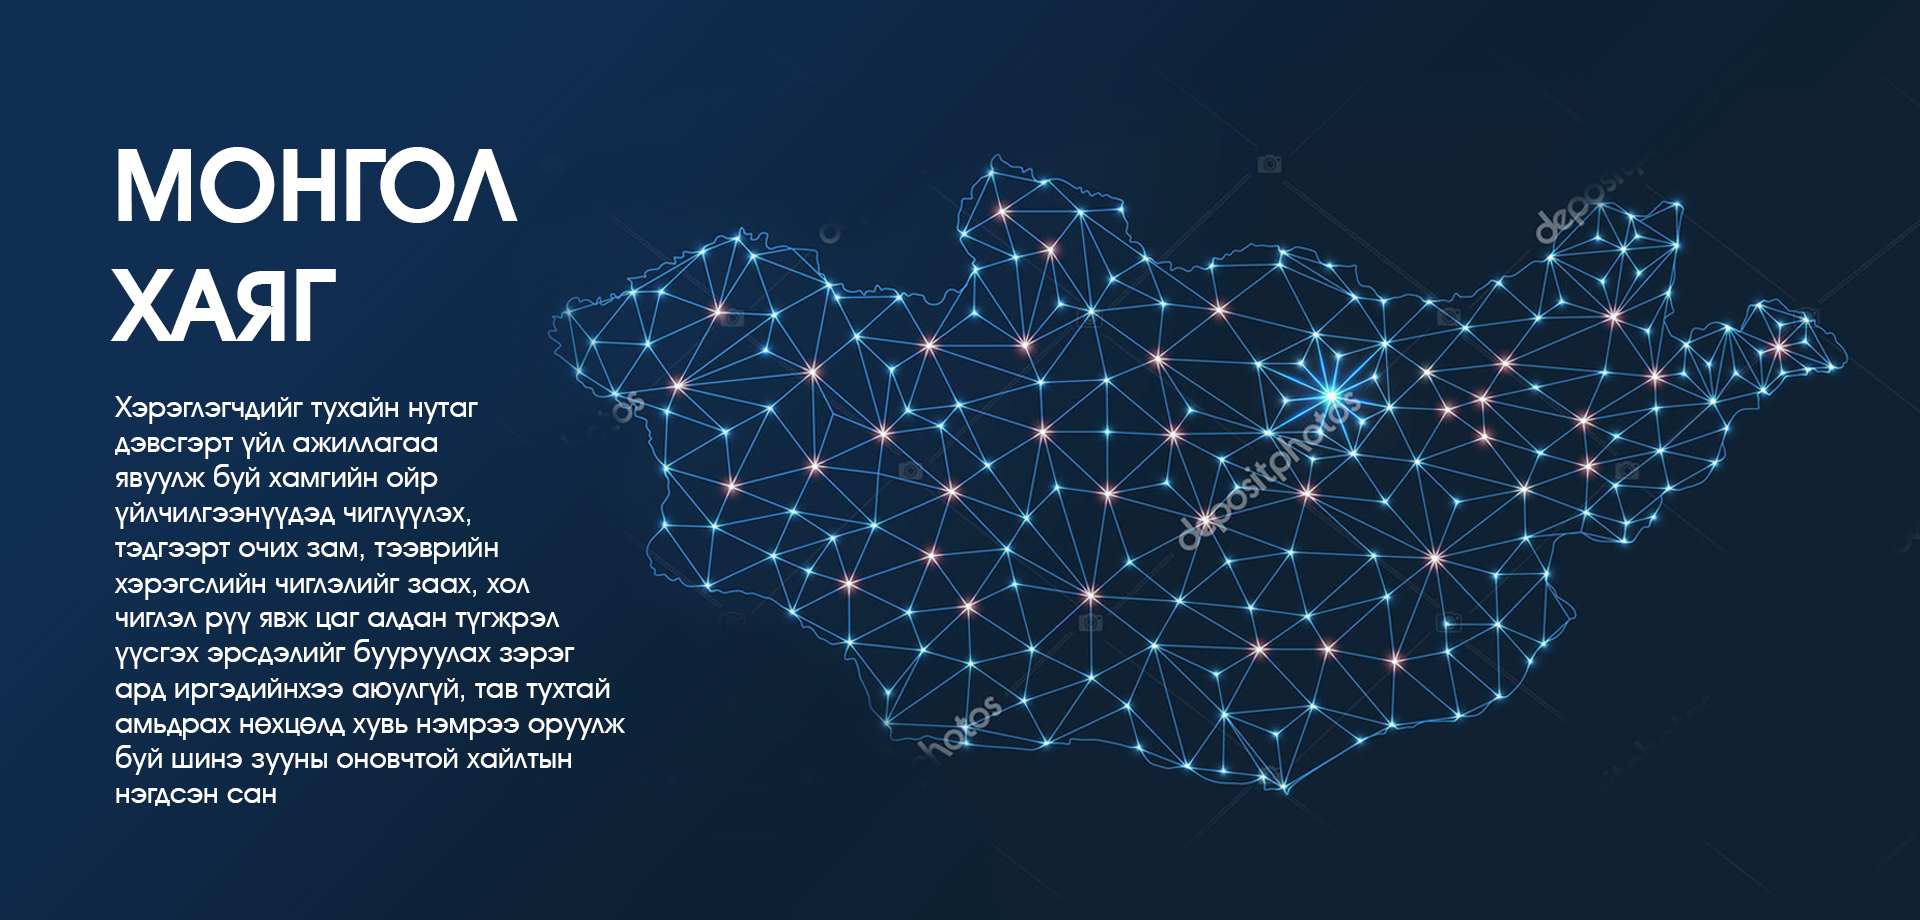 МОНГОЛ
ХАЯГ
Хэрэглэгчдийг тухайн нутаг
дэвсгэрт үйл ажиллагаа
явуулж буй хамгийн ойр
үйлчилгээнүүдэд чиглүүлэх,
тэдгээрт очих зам, тээврийн
хэрэгслийн чиглэлийг заах, хол
чиглэл рүү явж цаг алдан түгжрэл
үүсгэх эрсдэлийг бууруулах зэрэг
ард иргэдийнхээ аюулгүй, тав тухтай
амьдрах нөхцөлд хувь нэмрээ оруулж
буй шинэ зууны оновчтой хайлтын
нэгдсэн сан
depositphotos